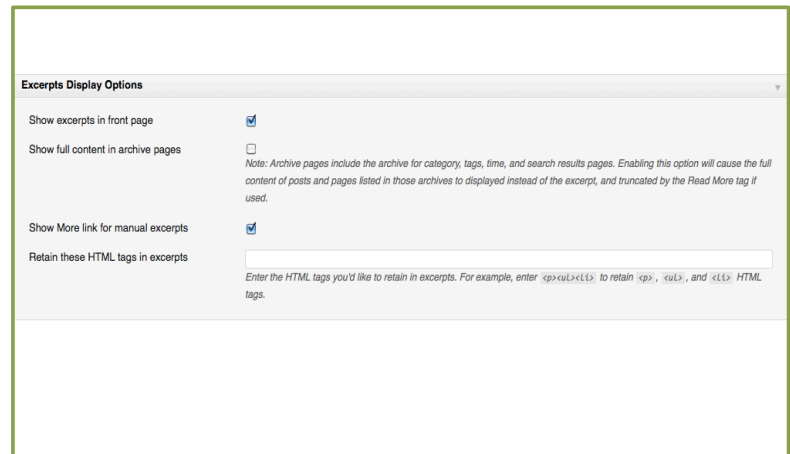 Excerpts Display Options
Show excerpts in front page
Show full content in archive pages
Note: Archive pages include the archive for category, tags, time, and search results pages. Enabling this option will cause the full
content of posts and pages listed in those archives to displayed instead of the excerpt, and truncated by the Read More tag if
used.
Show More link for manual excerpts
Retain these HTML tags in excerpts
Enter the HTML tags you'd like to retain in excerpts. For example, enter <p><ul><li> to retain <p> , <ul> , and <li> HTML
tags.